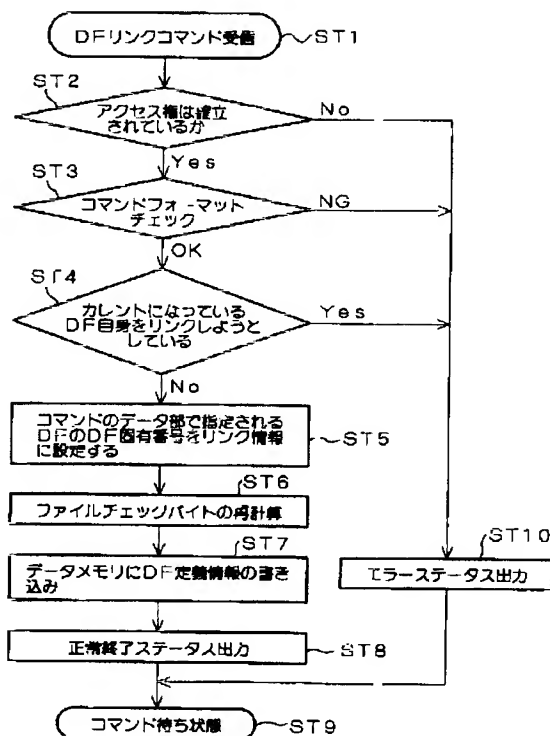 DFリンクコマンド受信
ST1
ST2
アクセス権は確立
されているか
No
Yes
ST3
コマンドフォーマット
チェック
NG
OK
ST4
カレントになっている
DF自身をリンクしようと
している
Yes
No
コマンドのデータ部で指定される
DFのDF固有番号をリンク情報
に設定する
ST5
ST6
ファイルチェックバイトの再計算
ST7
データメモリにDF定義情報の書き
込み
ST10
エラーステータス出力
正常終了ステータス出力
ST8
コマンド待ち状態
ST9